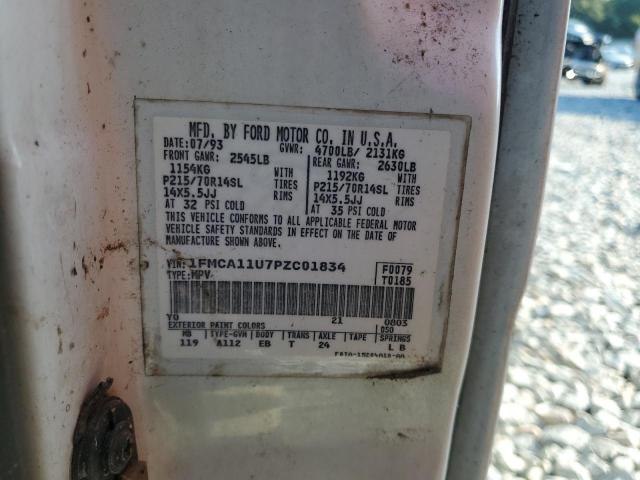 MFD. BY FORD MOTOR CO. IN U.S.A.
DATE: 07/93 GVWR: 4700LB/ 2131KG
FRONT GAWR: 2545LB REAR GAWR: 2630LB
1154KG WITH 1192KG WITH
P215/70R14SL TIRES P215/70R14SL TIRES
14X5.5JJ RIMS 14X5.5JJ RIMS
AT 32 PSI COLD AT 35 PSI COLD
THIS VEHICLE CONFORMS TO ALL APPLICABLE FEDERAL MOTOR
VEHICLE SAFETY STANDARD IN EFFECT ON THE DATE OF
MANUFACTURE SHOWN ABOVE
VIN: 1FMCA11U7PZC01834 F0079
TYPE: MPV T0185
YO 21 0803
EXTERIOR PAINT COLORS DSO
WB TYPE-GVW BODY TRANS AXLE TAPE SPRINGS
119 A112 EB T 24 L B